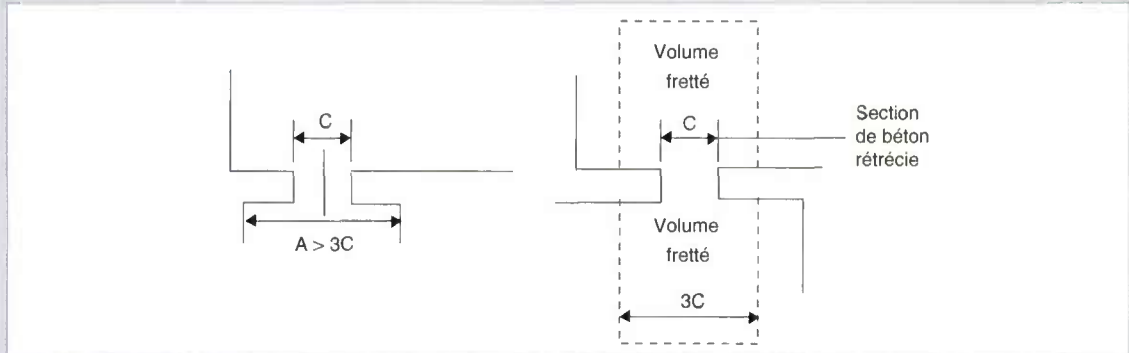 C
A > 3C
Volume
fretté
C
Section
de béton
rétrécie
Volume
fretté
3C